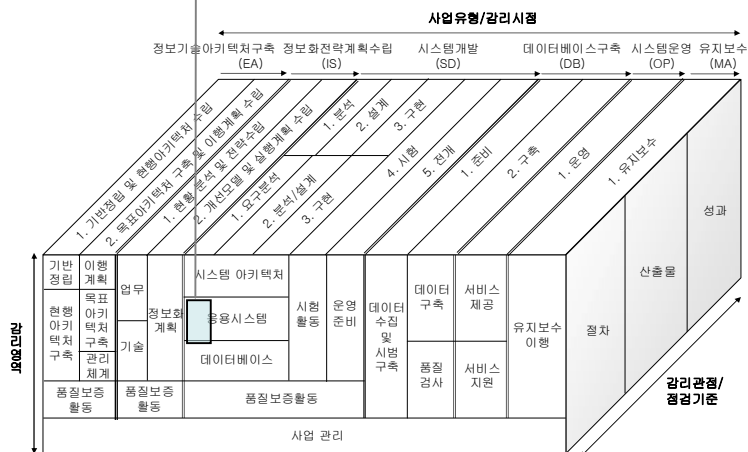 사업유형/감리시점
정보기술아키텍처구축 정보화전략계획수립 시스템개발 데이터베이스구축 시스템운영 유지보수
(EA) (IS) (SD) (DB) (OP) (MA)
1. 기반정립 및 현행아키텍처 수립
2. 목표아키텍처 구축 및 이행계획 수립
1. 현황 분석 및 전략수립
2. 개선모델 및 실행계획 수립
1. 분석
2. 설계
3. 구현
1. 요구분석
2. 분석/설계
3. 구현
4. 시험
5. 전개
1. 준비
2. 구축
1. 운영
1. 유지보수
감리영역
기반
정립
이행
계획
현행
아키
텍처
구축
목표
아키
텍처
구축
관리
체계
업무
기술
정보화
계획
시스템 아키텍처
응용시스템
데이터베이스
시험
활동
운영
준비
데이터
수집
및
시범
구축
데이터
구축
품질
검사
서비스
제공
서비스
지원
유지보수
이행
품질보증
활동
품질보증
활동
품질보증활동
사업 관리
절차
산출물
성과
감리관점/
점검기준